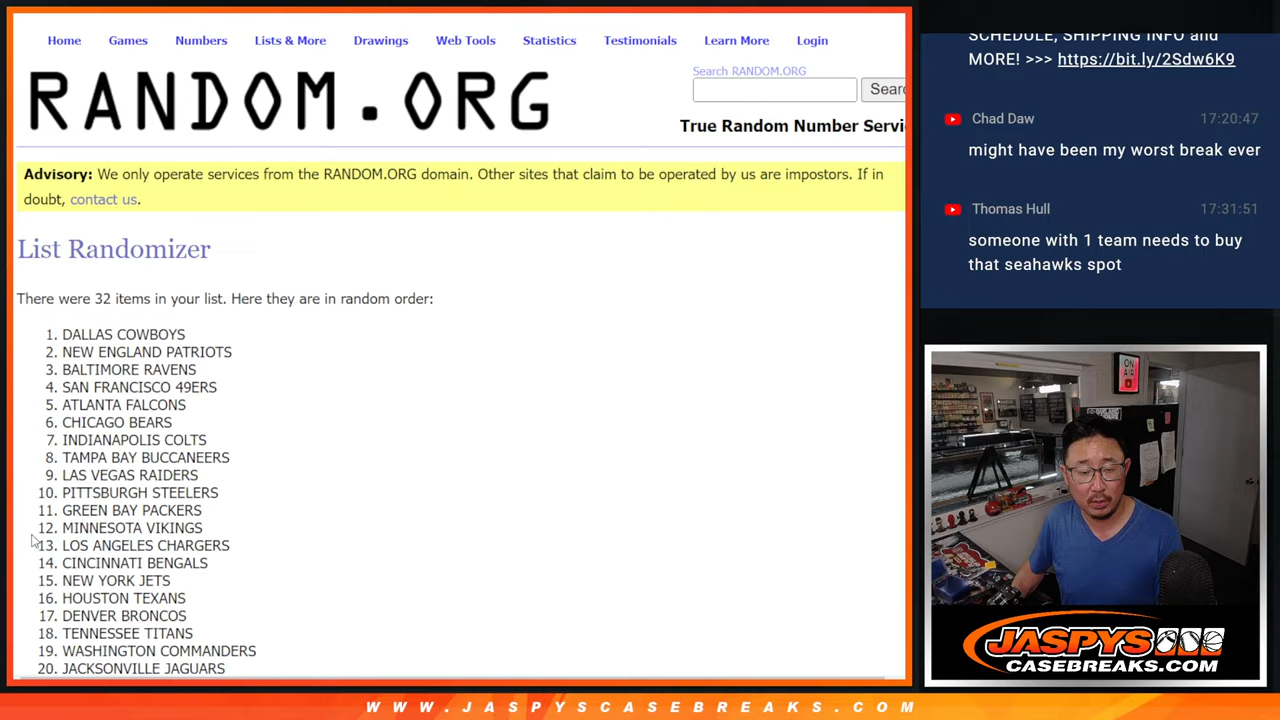 Home Games Numbers Lists & More Drawings Web Tools Statistics Testimonials Learn More Login
RANDOM.ORG
Search RANDOM.ORG
True Random Number Servi
Advisory: We only operate services from the RANDOM.ORG domain. Other sites that claim to be operated by us are impostors. If in
doubt, contact us.
List Randomizer
There were 32 items in your list. Here they are in random order:
1. DALLAS COWBOYS
2. NEW ENGLAND PATRIOTS
3. BALTIMORE RAVENS
4. SAN FRANCISCO 49ERS
5. ATLANTA FALCONS
6. CHICAGO BEARS
7. INDIANAPOLIS COLTS
8. TAMPA BAY BUCCANEERS
9. LAS VEGAS RAIDERS
10. PITTSBURGH STEELERS
11. GREEN BAY PACKERS
12. MINNESOTA VIKINGS
13. LOS ANGELES CHARGERS
14. CINCINNATI BENGALS
15. NEW YORK JETS
16. HOUSTON TEXANS
17. DENVER BRONCOS
18. TENNESSEE TITANS
19. WASHINGTON COMMANDERS
20. JACKSONVILLE JAGUARS
SCHEDULE, SHIPPING INFO and
MORE! >>> https://bit.ly/2Sdw6K9
Chad Daw 17:20:47
might have been my worst break ever
Thomas Hull 17:31:51
someone with 1 team needs to buy
that seahawks spot
ON
AIR
JASPYS
CASEBREAKS.COM
WWW.JASPYSCASEBREAKS.COM